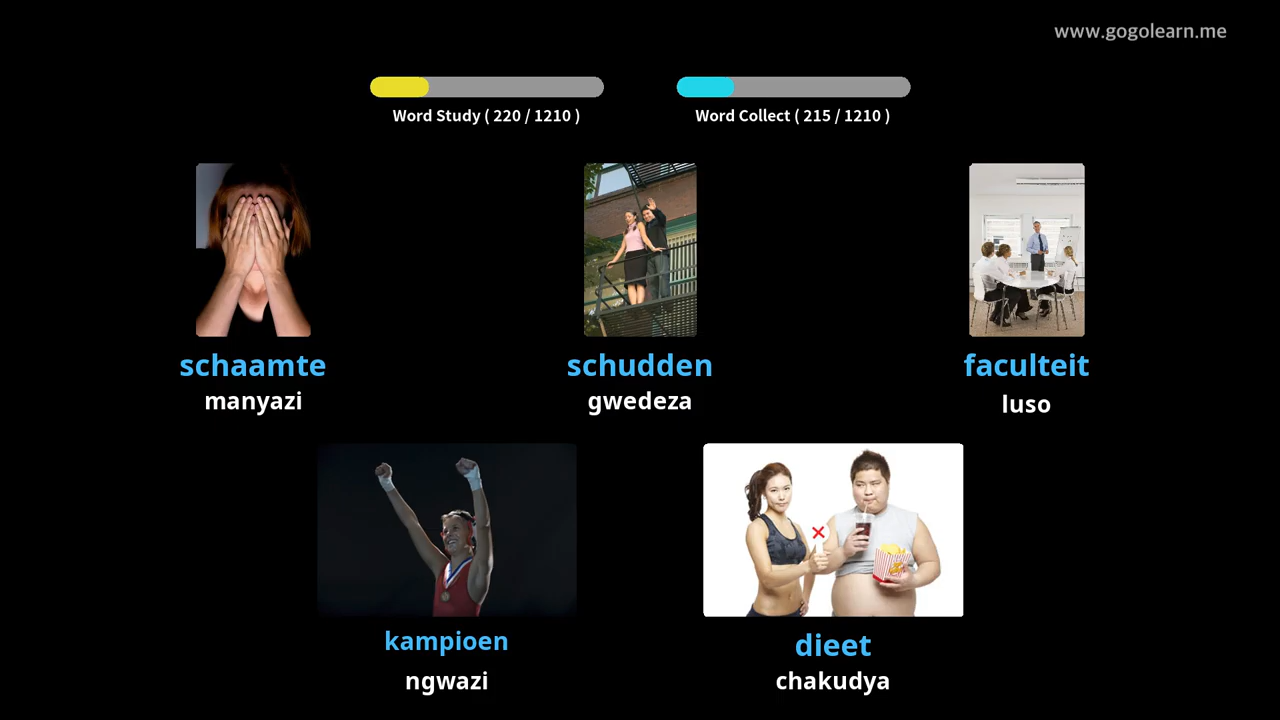 www.gogolearn.me
Word Study ( 220 / 1210 )
Word Collect ( 215 / 1210 )
schaamte
manyazi
schudden
gwedeza
faculteit
luso
kampioen
ngwazi
dieet
chakudya